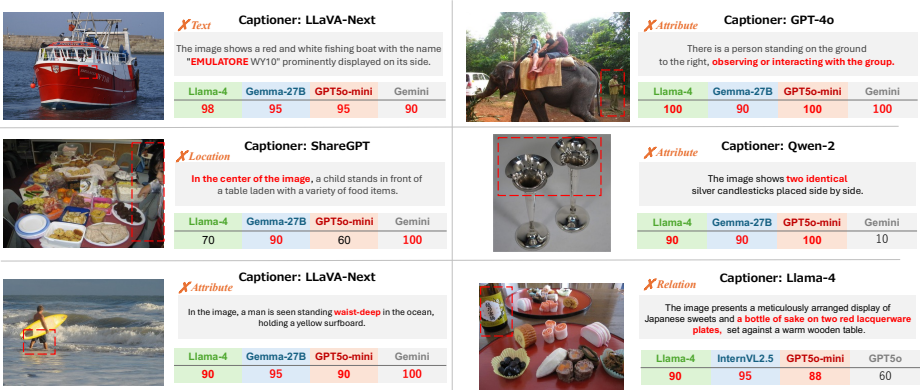 ✗ Text
Captioner: LLaVA-Next
The image shows a red and white fishing boat with the name
"EMULATORE WY10" prominently displayed on its side.
Llama-4 Gemma-27B GPT5o-mini Gemini
98 95 95 90
✗ Attribute
Captioner: GPT-4o
There is a person standing on the ground
to the right, observing or interacting with the group.
Llama-4 Gemma-27B GPT5o-mini Gemini
100 90 100 100
✗ Location
Captioner: ShareGPT
In the center of the image, a child stands in front of
a table laden with a variety of food items.
Llama-4 Gemma-27B GPT5o-mini Gemini
70 90 60 100
✗ Attribute
Captioner: Qwen-2
The image shows two identical
silver candlesticks placed side by side.
Llama-4 Gemma-27B GPT5o-mini Gemini
90 90 100 10
✗ Attribute
Captioner: LLaVA-Next
In the image, a man is seen standing waist-deep in the ocean,
holding a yellow surfboard.
Llama-4 Gemma-27B GPT5o-mini Gemini
90 95 90 100
✗ Relation
Captioner: Llama-4
The image presents a meticulously arranged display of
Japanese sweets and a bottle of sake on two red lacquerware
plates, set against a warm wooden table.
Llama-4 InternVL2.5 GPT5o-mini GPT5o
90 95 88 60